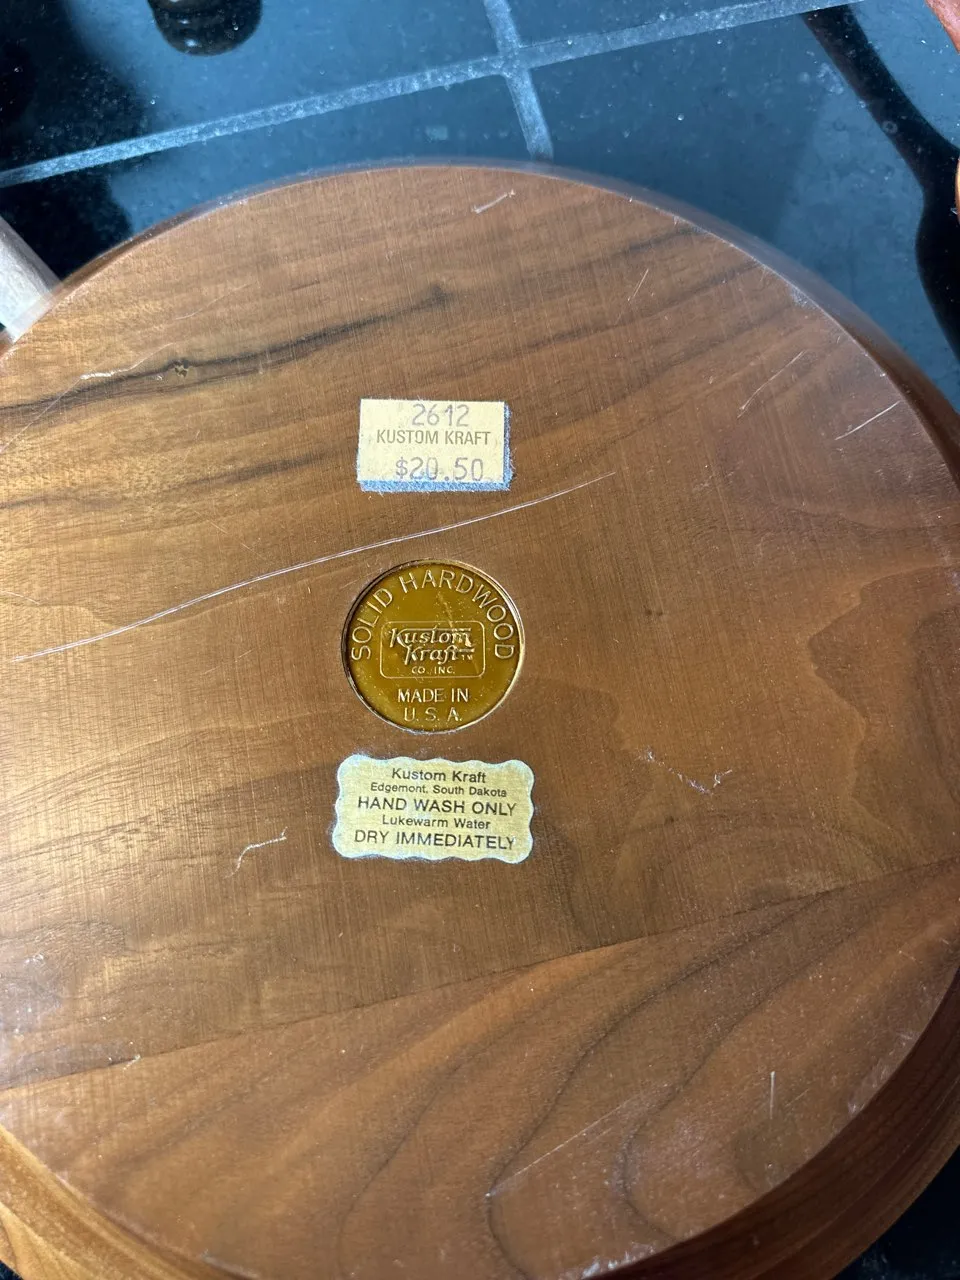 2612
KUSTOM KRAFT
$20.50
SOLID HARDWOOD
Kustom
Kraft™
CO., INC.
MADE IN
U. S. A.
Kustom Kraft
Edgemont, South Dakota
HAND WASH ONLY
Lukewarm Water
DRY IMMEDIATELY